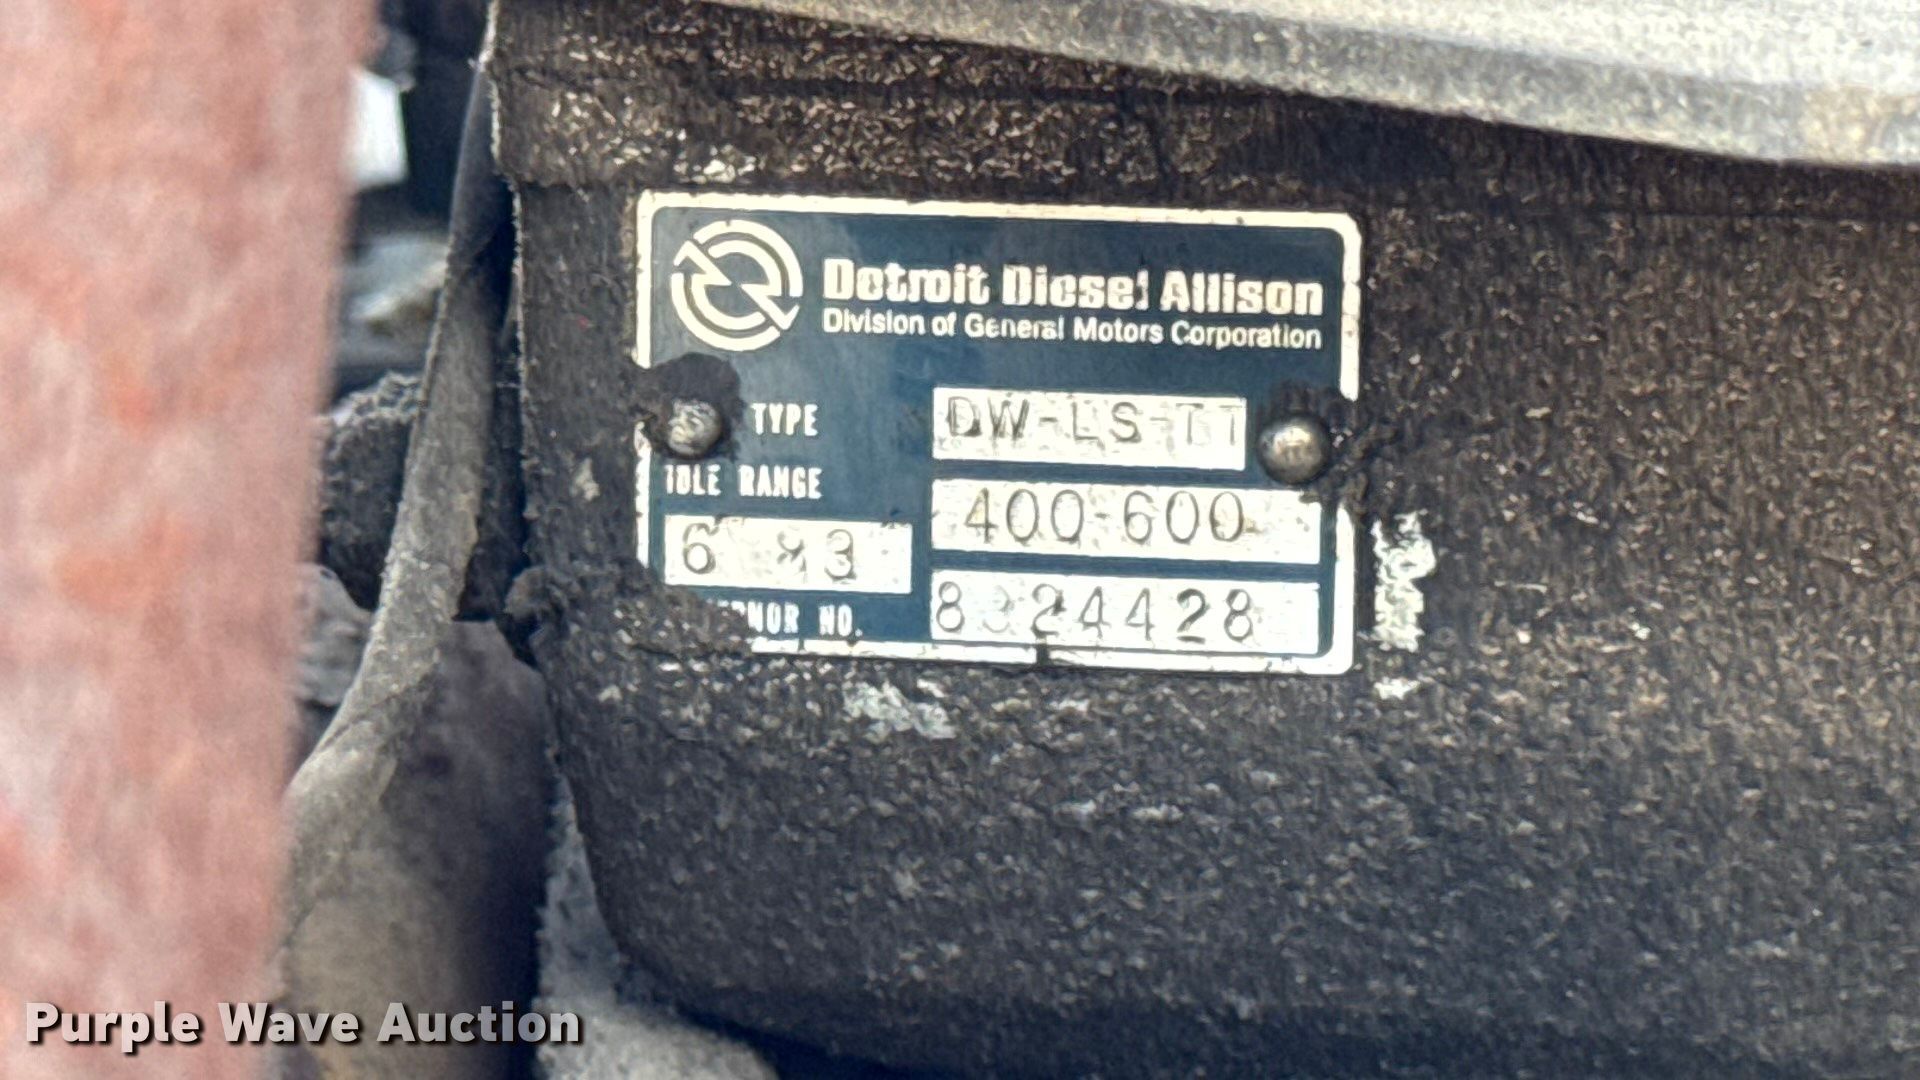 Detroit Diesel Allison
Division of General Motors Corporation
TYPE DW-LS-TT
IDLE RANGE 400-600
6 83
NO. 8924428
Purple Wave Auction